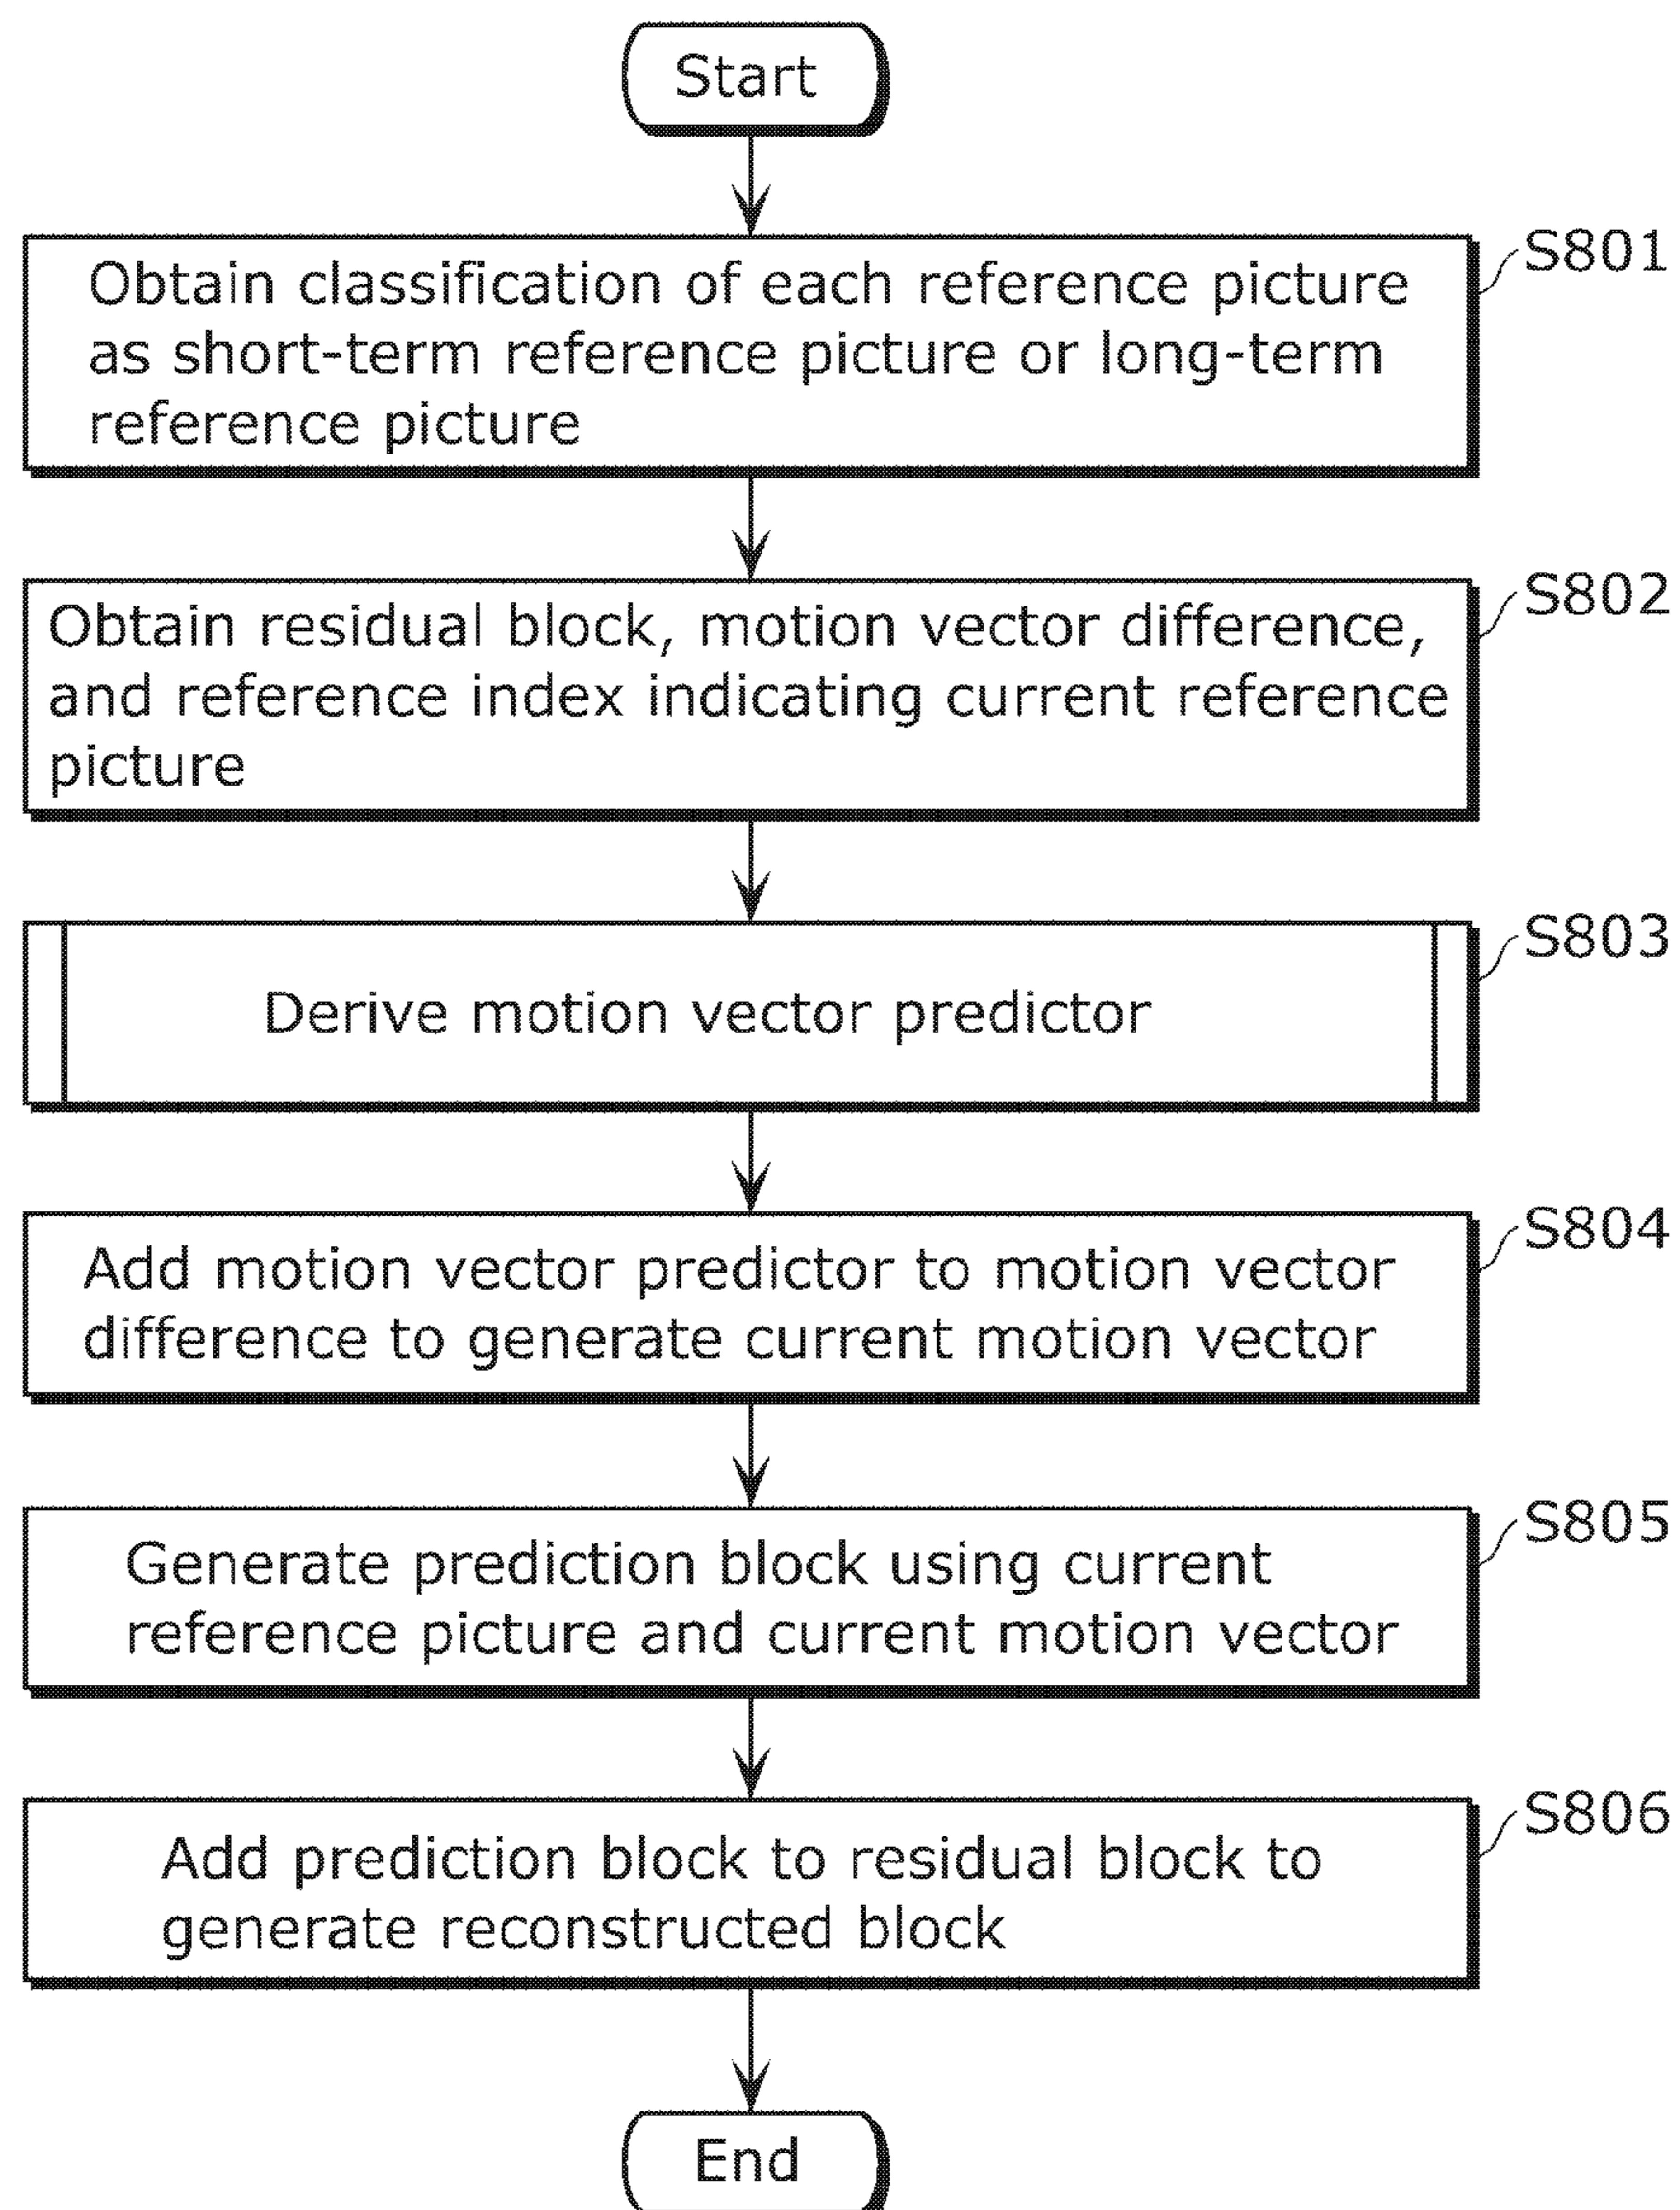 Start
S801
Obtain classification of each reference picture
as short-term reference picture or long-term
reference picture
S802
Obtain residual block, motion vector difference,
and reference index indicating current reference
picture
S803
Derive motion vector predictor
S804
Add motion vector predictor to motion vector
difference to generate current motion vector
S805
Generate prediction block using current
reference picture and current motion vector
S806
Add prediction block to residual block to
generate reconstructed block
End